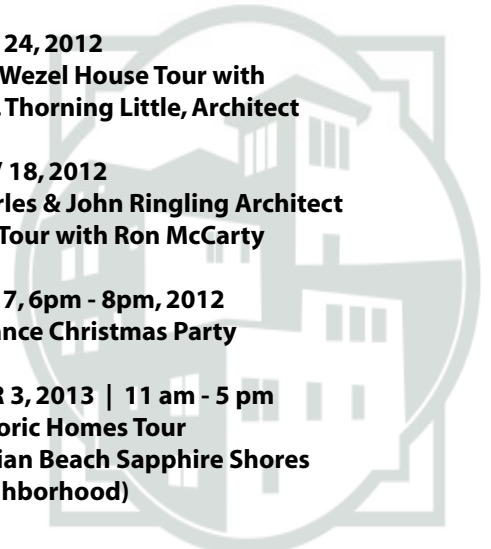 24, 2012
Wezel House Tour with
Thorning Little, Architect
18, 2012
& John Ringling Architect
Tour with Ron McCarty
7, 6pm - 8pm, 2012
Christmas Party
3, 2013 | 11 am - 5 pm
Homes Tour
Beach Sapphire Shores